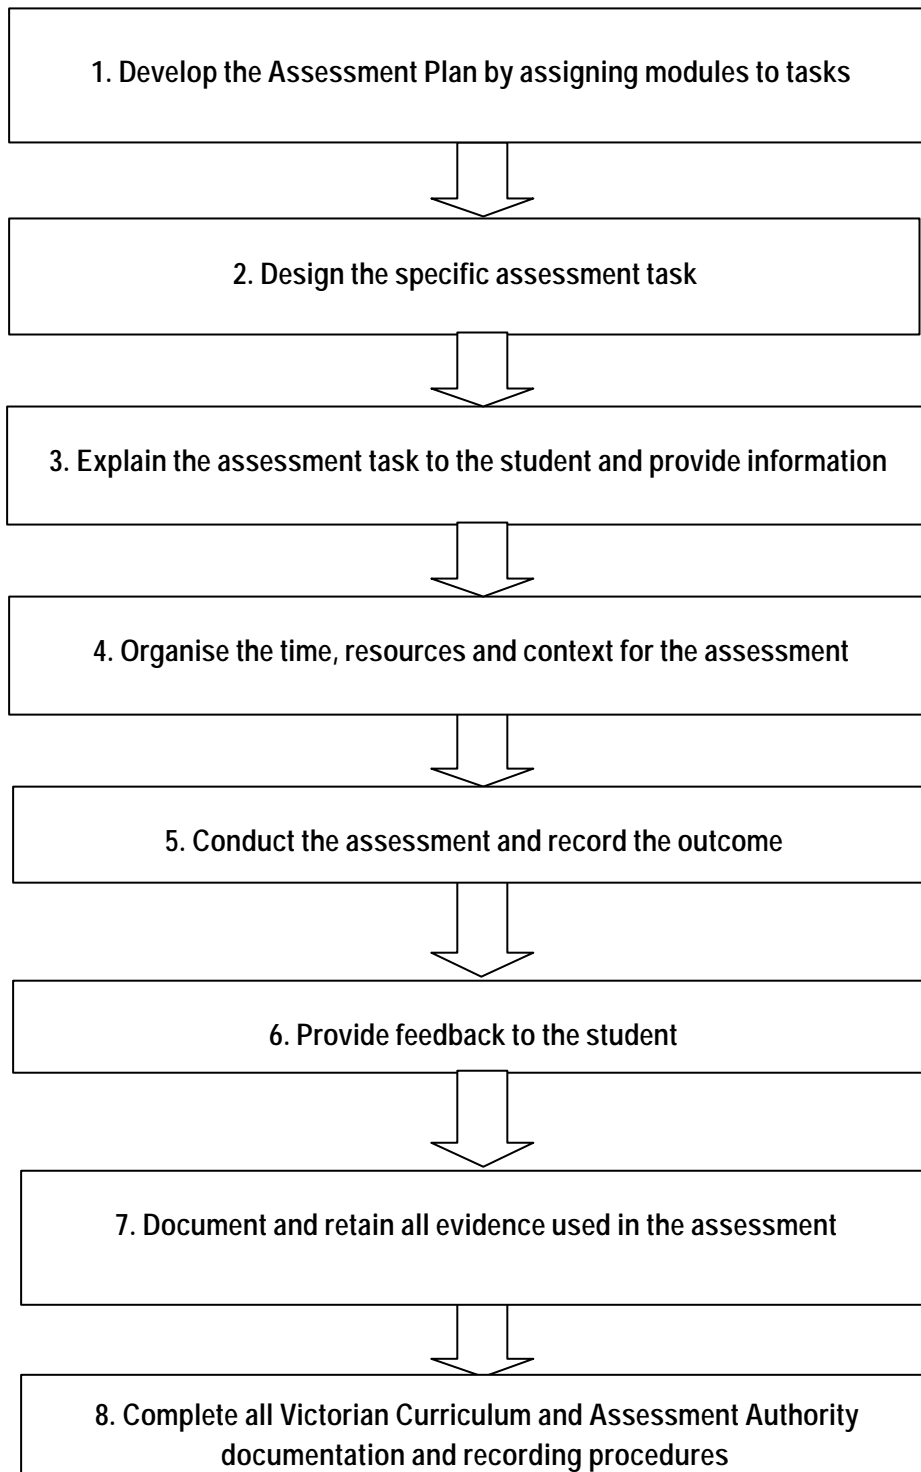 1. Develop the Assessment Plan by assigning modules to tasks
2. Design the specific assessment task
3. Explain the assessment task to the student and provide information
4. Organise the time, resources and context for the assessment
5. Conduct the assessment and record the outcome
6. Provide feedback to the student
7. Document and retain all evidence used in the assessment
8. Complete all Victorian Curriculum and Assessment Authority
documentation and recording procedures